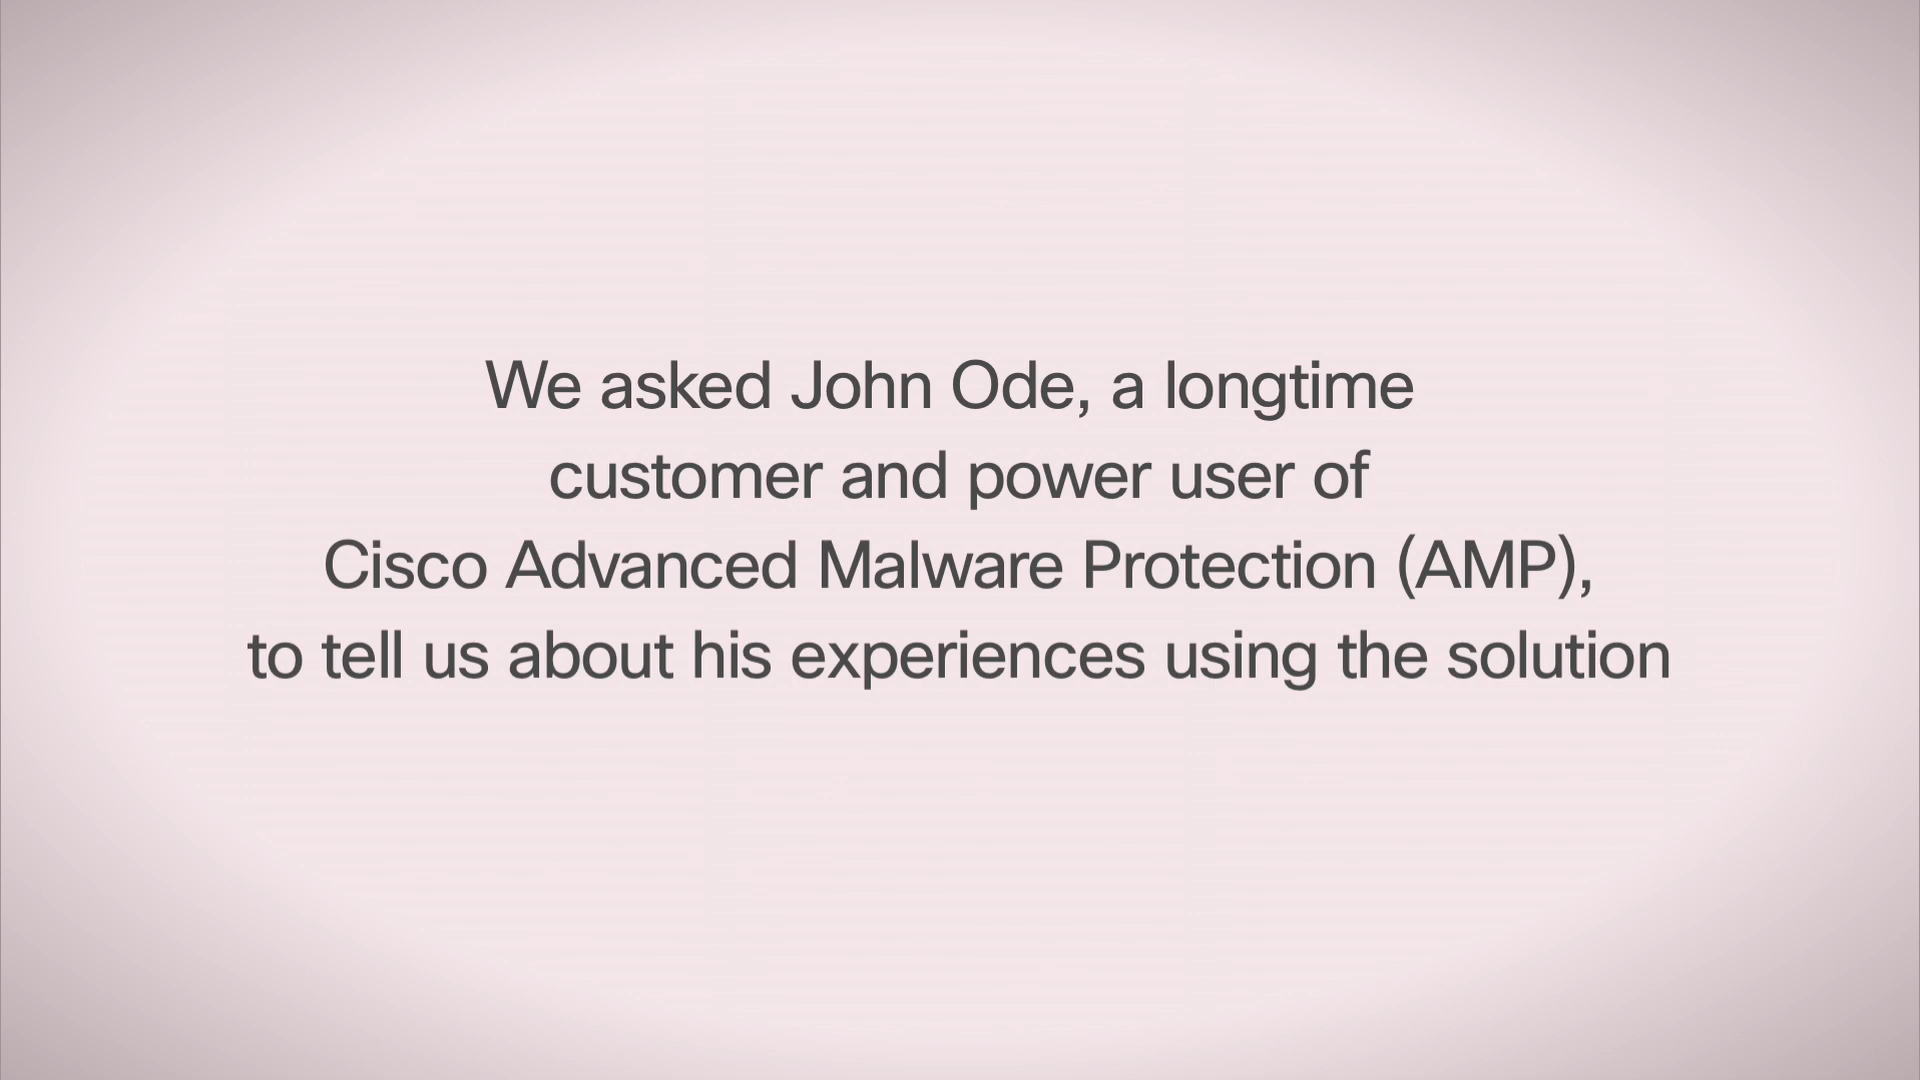 We asked John Ode, a longtime
customer and power user of
Cisco Advanced Malware Protection (AMP),
to tell us about his experiences using the solution